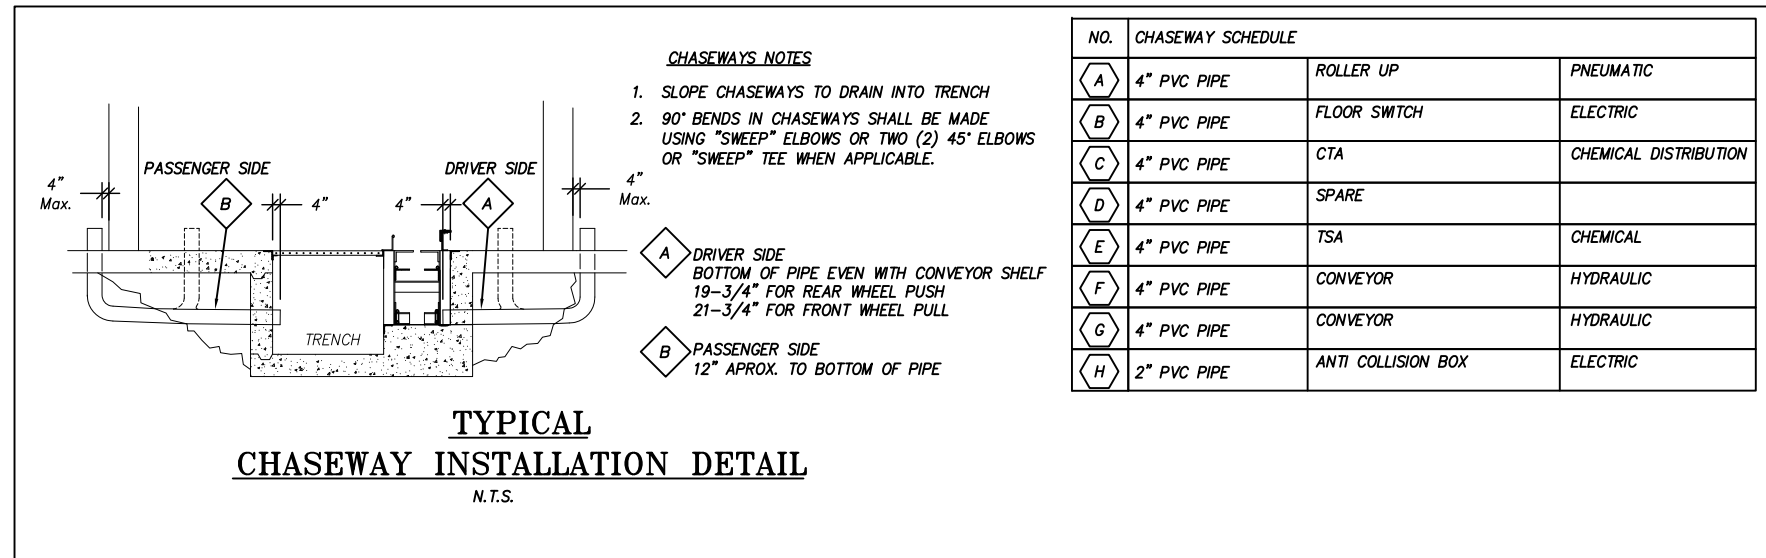 CHASEWAYS NOTES
1. SLOPE CHASEWAYS TO DRAIN INTO TRENCH
2. 90° BENDS IN CHASEWAYS SHALL BE MADE
USING "SWEEP" ELBOWS OR TWO (2) 45° ELBOWS
OR "SWEEP" TEE WHEN APPLICABLE.
PASSENGER SIDE
DRIVER SIDE
4"
Max.
B
4"
4"
A
4"
Max.
TRENCH
A
DRIVER SIDE
BOTTOM OF PIPE EVEN WITH CONVEYOR SHELF
19-3/4" FOR REAR WHEEL PUSH
21-3/4" FOR FRONT WHEEL PULL
B
PASSENGER SIDE
12" APROX. TO BOTTOM OF PIPE
TYPICAL
CHASEWAY INSTALLATION DETAIL
N.T.S.
NO. CHASEWAY SCHEDULE
A 4" PVC PIPE ROLLER UP PNEUMATIC
B 4" PVC PIPE FLOOR SWITCH ELECTRIC
C 4" PVC PIPE CTA CHEMICAL DISTRIBUTION
D 4" PVC PIPE SPARE
E 4" PVC PIPE TSA CHEMICAL
F 4" PVC PIPE CONVEYOR HYDRAULIC
G 4" PVC PIPE CONVEYOR HYDRAULIC
H 2" PVC PIPE ANTI COLLISION BOX ELECTRIC